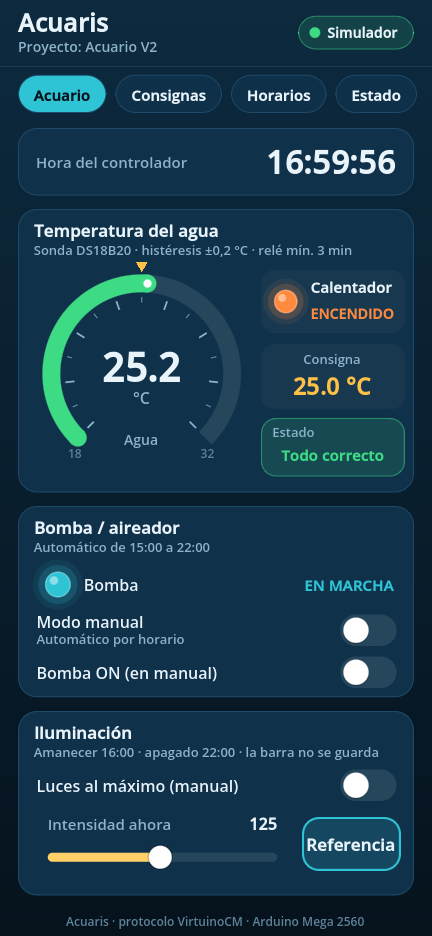 Acuaris
Proyecto: Acuario V2
Simulador
Acuario
Consignas
Horarios
Estado
Hora del controlador
16:59:56
Temperatura del agua
Sonda DS18B20 · histéresis ±0,2 °C · relé mín. 3 min
25.2
°C
Agua
18
32
Calentador
ENCENDIDO
Consigna
25.0 °C
Estado
Todo correcto
Bomba / aireador
Automático de 15:00 a 22:00
Bomba
EN MARCHA
Modo manual
Automático por horario
Bomba ON (en manual)
Iluminación
Amanecer 16:00 · apagado 22:00 · la barra no se guarda
Luces al máximo (manual)
Intensidad ahora
125
Referencia
Acuaris · protocolo VirtuinoCM · Arduino Mega 2560